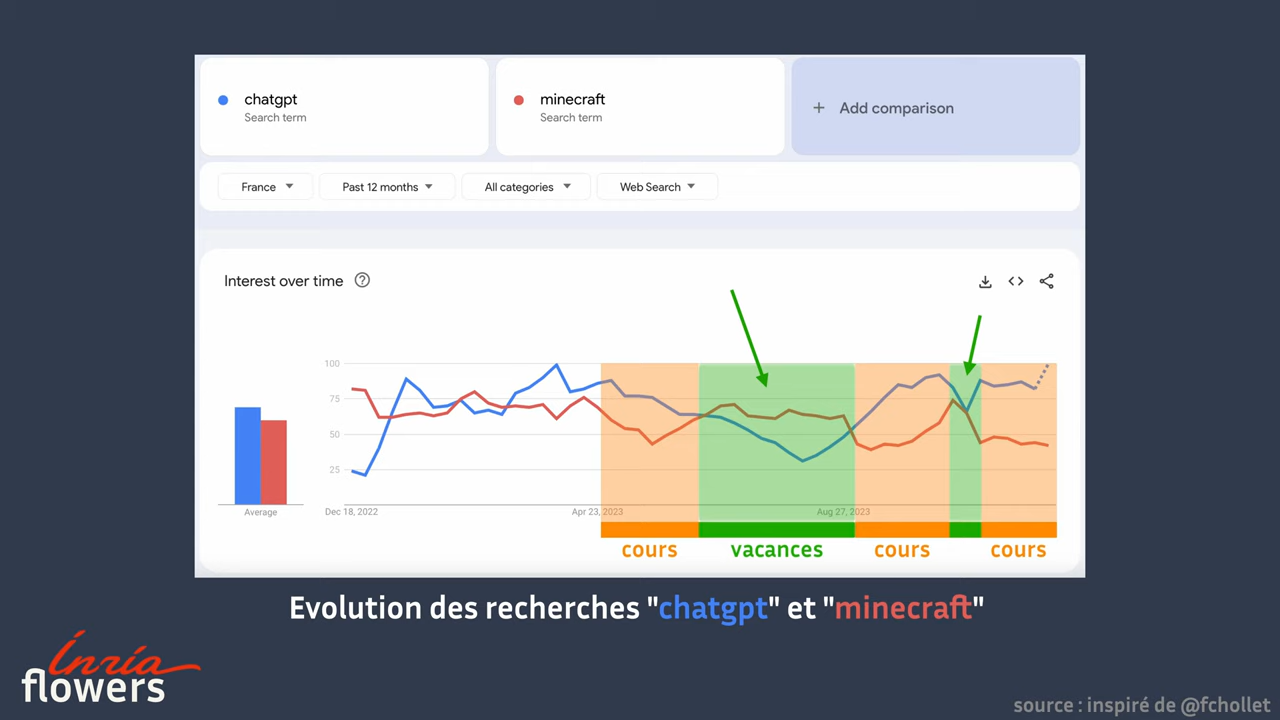 chatgpt
Search term
minecraft
Search term
+ Add comparison
France
Past 12 months
All categories
Web Search
Interest over time
100
75
50
25
Average
Dec 18, 2022
Apr 23, 2023
Aug 27, 2023
cours
vacances
cours
cours
Evolution des recherches "chatgpt" et "minecraft"
Inria
flowers
source : inspiré de @fchollet